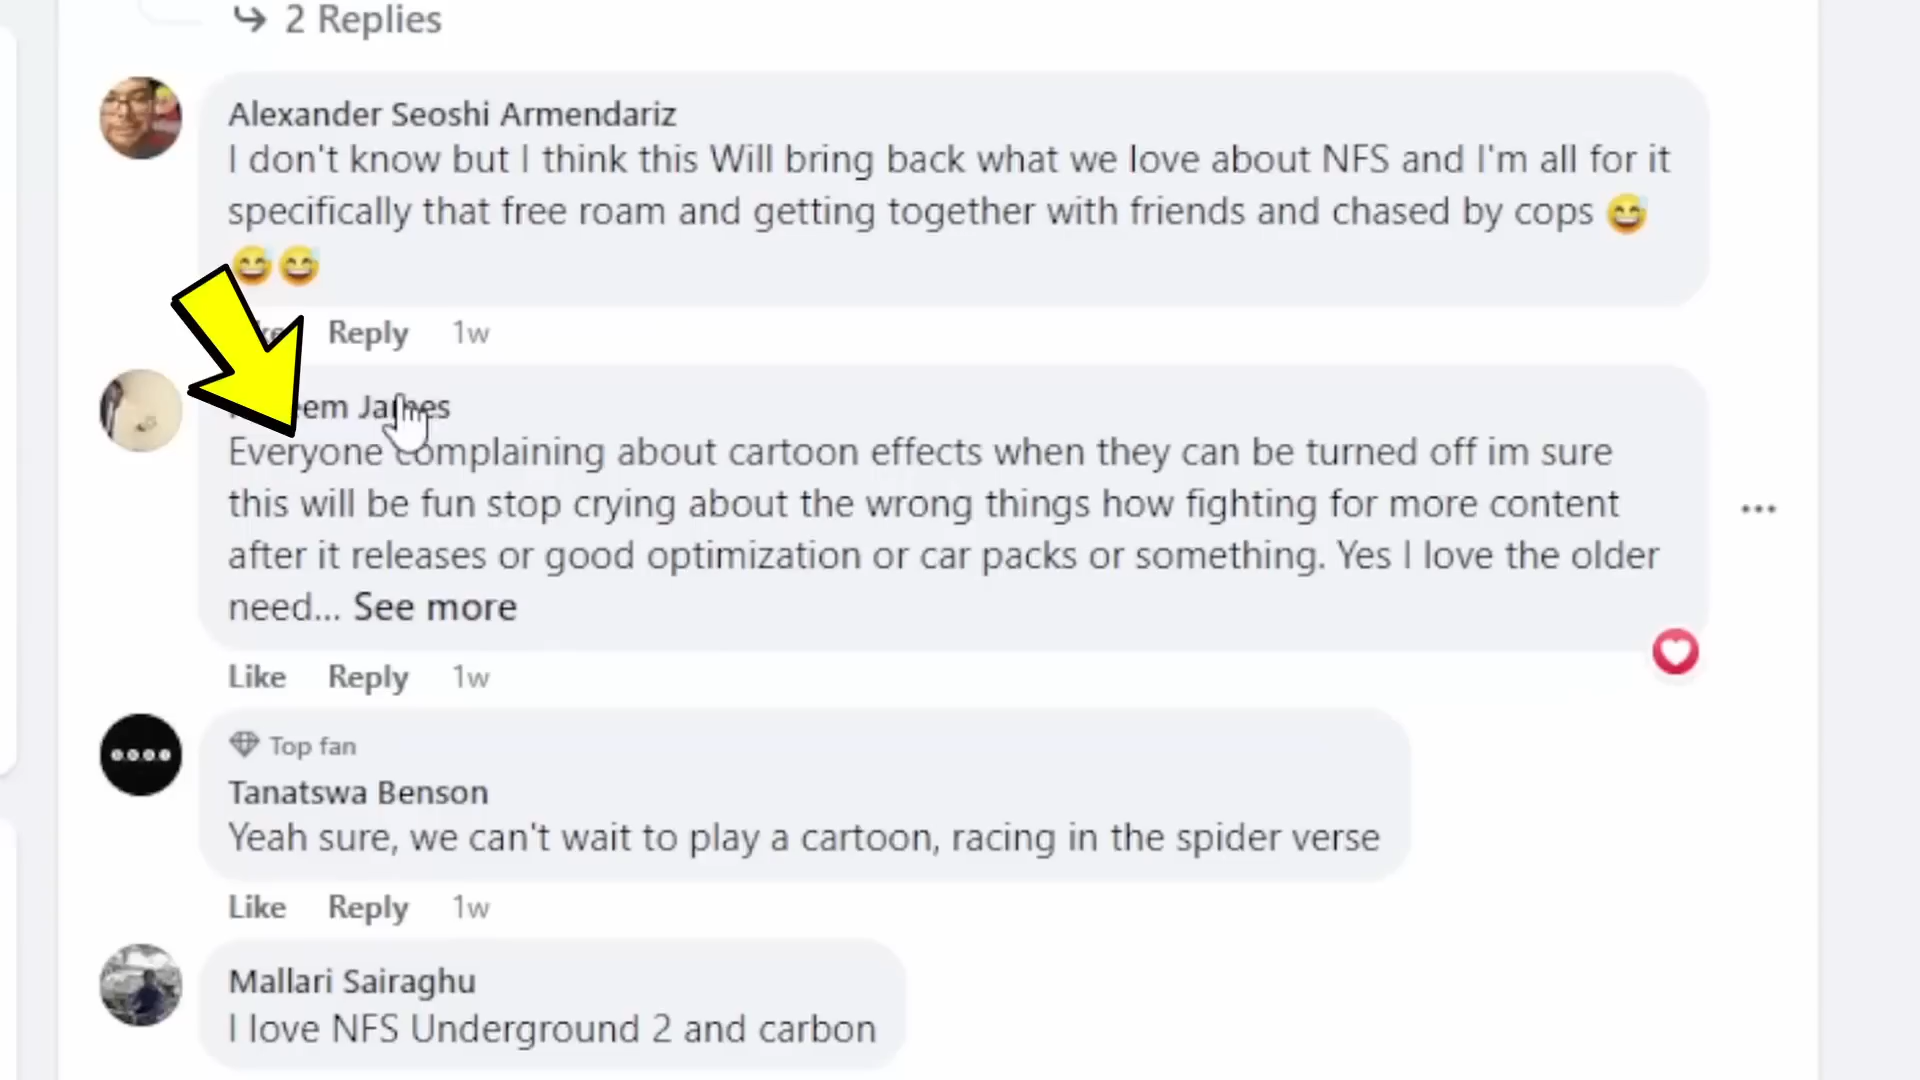 2 Replies
Alexander Seoshi Armendariz
I don't know but I think this Will bring back what we love about NFS and I'm all for it
specifically that free roam and getting together with friends and chased by cops 😅
😅😅
Reply 1w
Everyone complaining about cartoon effects when they can be turned off im sure
this will be fun stop crying about the wrong things how fighting for more content
after it releases or good optimization or car packs or something. Yes I love the older
need... See more
Like Reply 1w
Top fan
Tanatswa Benson
Yeah sure, we can't wait to play a cartoon, racing in the spider verse
Like Reply 1w
Mallari Sairaghu
I love NFS Underground 2 and carbon